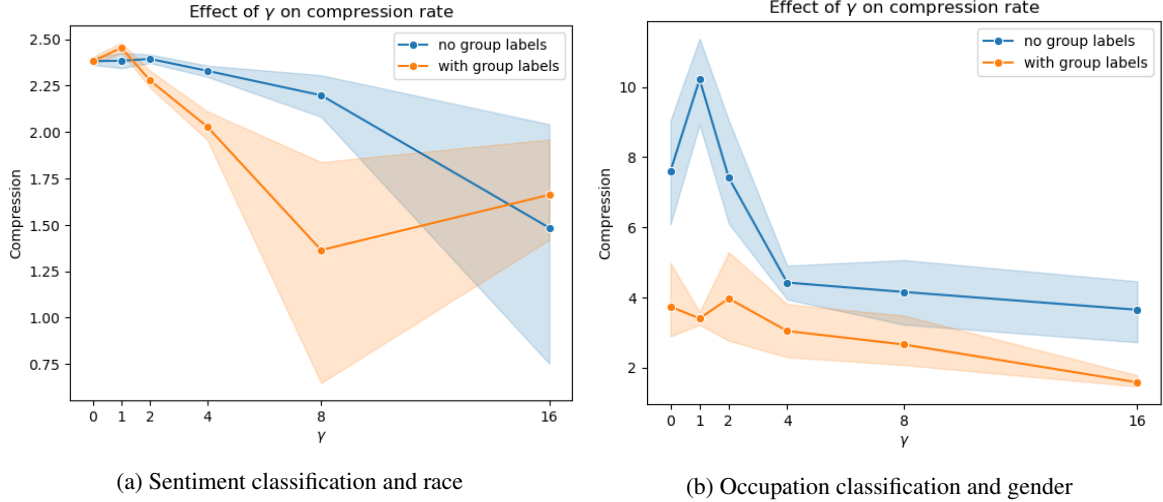 Effect of γ on compression rate
no group labels
with group labels
Compression
2.50
2.25
2.00
1.75
1.50
1.25
1.00
0.75
0 1 2 4 8 16
γ
(a) Sentiment classification and race
Effect of γ on compression rate
no group labels
with group labels
Compression
10
8
6
4
2
0 1 2 4 8 16
γ
(b) Occupation classification and gender